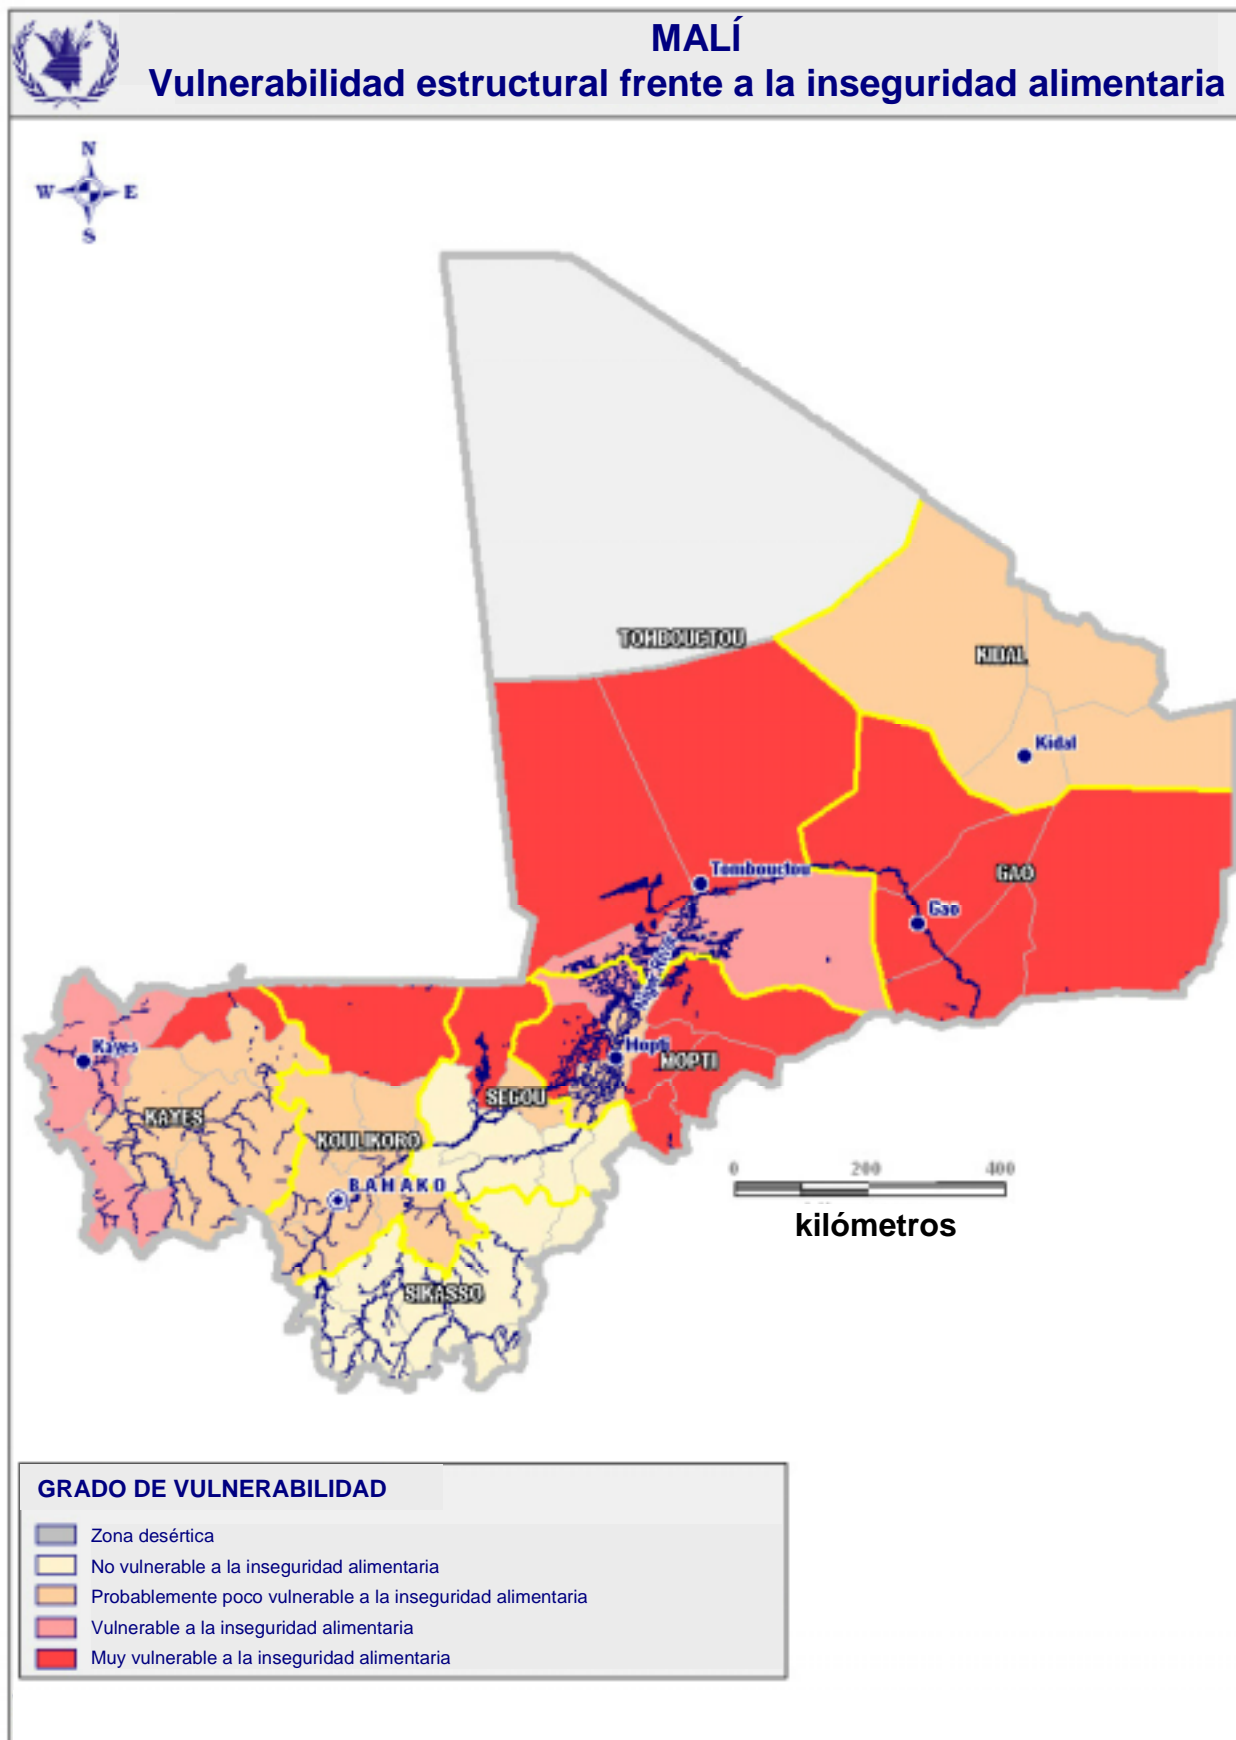 MALÍ
Vulnerabilidad estructural frente a la inseguridad alimentaria
N
W E
S
TOMBOUCTOU
KIDAL
Kidal
Tombouctou
GAO
Gao
Kayes
Mopti
MOPTI
SEGOU
KAYES
KOULIKORO
BAMAKO
SIKASSO
0 200 400
kilómetros
GRADO DE VULNERABILIDAD
Zona desértica
No vulnerable a la inseguridad alimentaria
Probablemente poco vulnerable a la inseguridad alimentaria
Vulnerable a la inseguridad alimentaria
Muy vulnerable a la inseguridad alimentaria